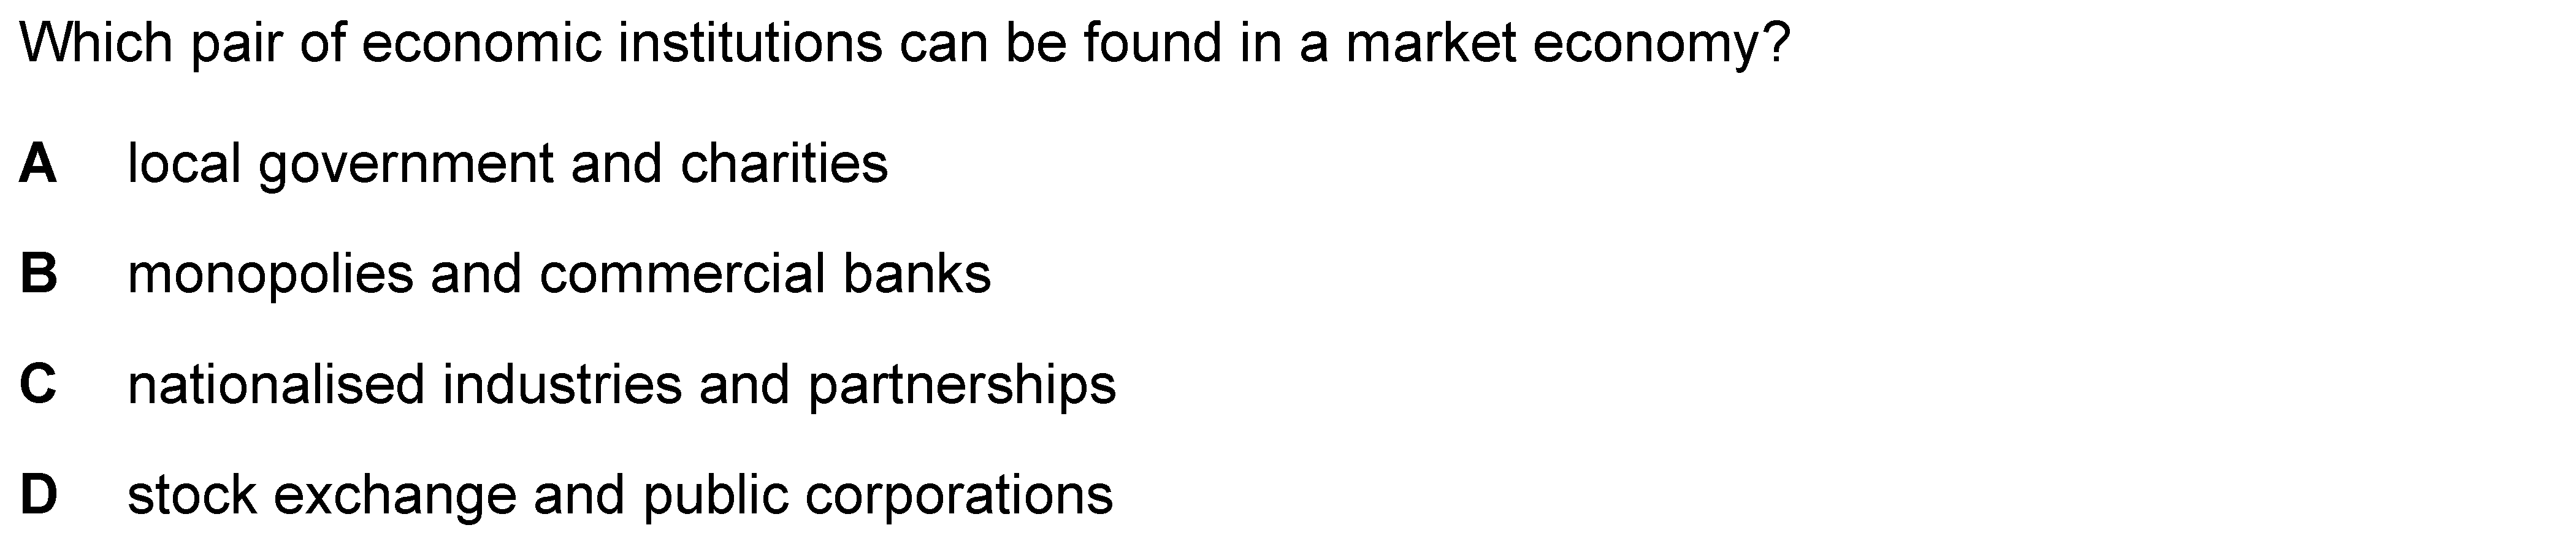 Which pair of economic institutions can be found in a market economy?
A local government and charities
B monopolies and commercial banks
C nationalised industries and partnerships
D stock exchange and public corporations